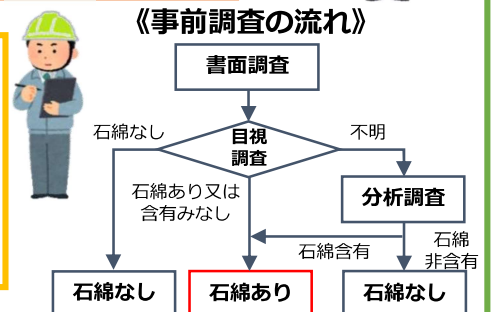 《事前調査の流れ》
書面調査
目視
調査
石綿なし
不明
石綿あり又は
含有みなし
分析調査
石綿含有
石綿
非含有
石綿なし
石綿あり
石綿なし